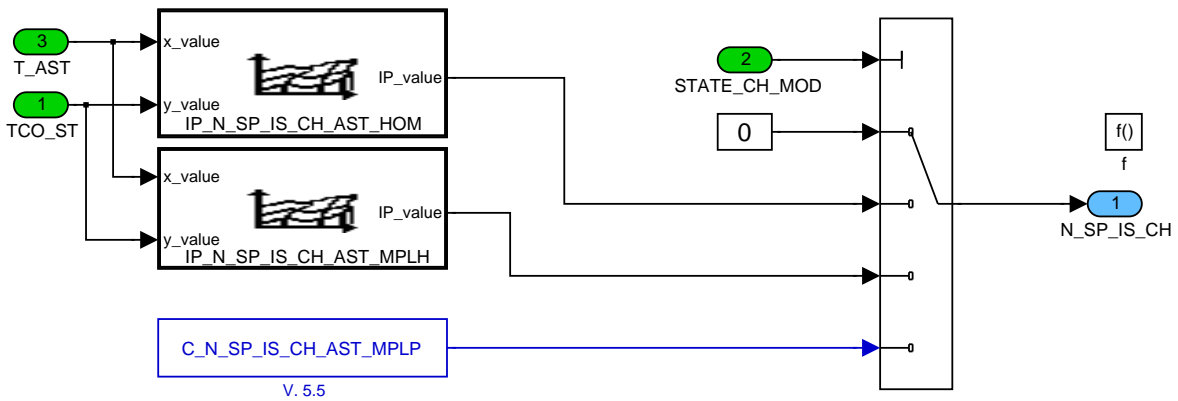 3
T_AST
1
TCO_ST
x_value
y_value
IP_value
IP_N_SP_IS_CH_AST_HOM
x_value
y_value
IP_value
IP_N_SP_IS_CH_AST_MPLH
C_N_SP_IS_CH_AST_MPLP
V. 5.5
2
STATE_CH_MOD
0
f()
f
1
N_SP_IS_CH